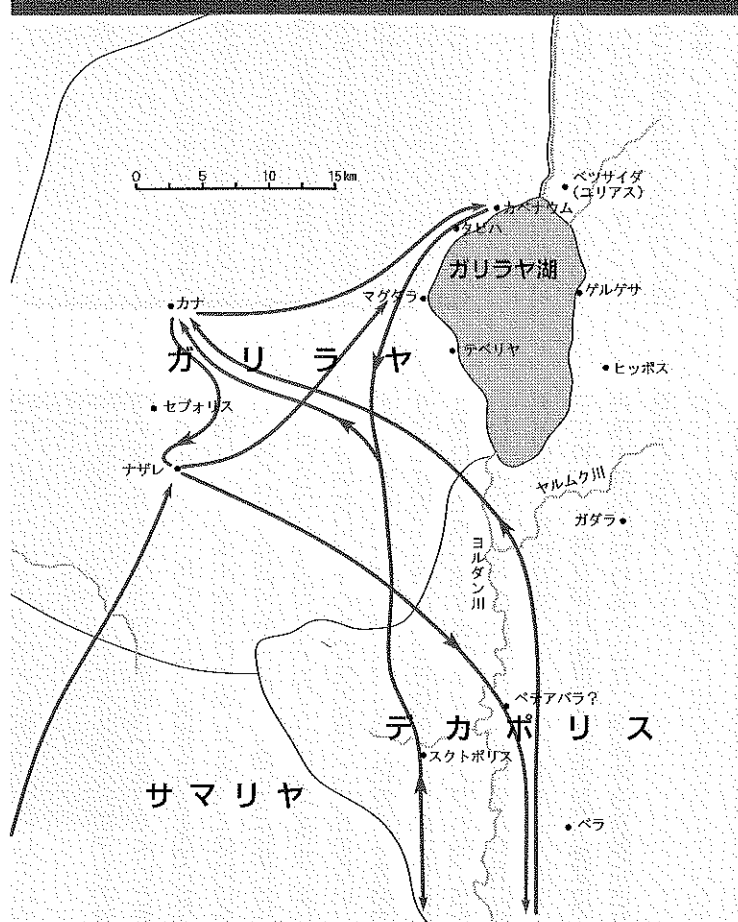 0 5 10 15km
ベツサイダ
(ユリアス)
カペナウム
タビハ
ガリラヤ湖
マグダラ
ゲルゲサ
カナ
ガリラヤ
テベリヤ
ヒッポス
セプォリス
ナザレ
ヤルムク川
ガダラ
ヨルダン川
ベテアバラ?
デカポリス
スクトポリス
サマリヤ
ペラ